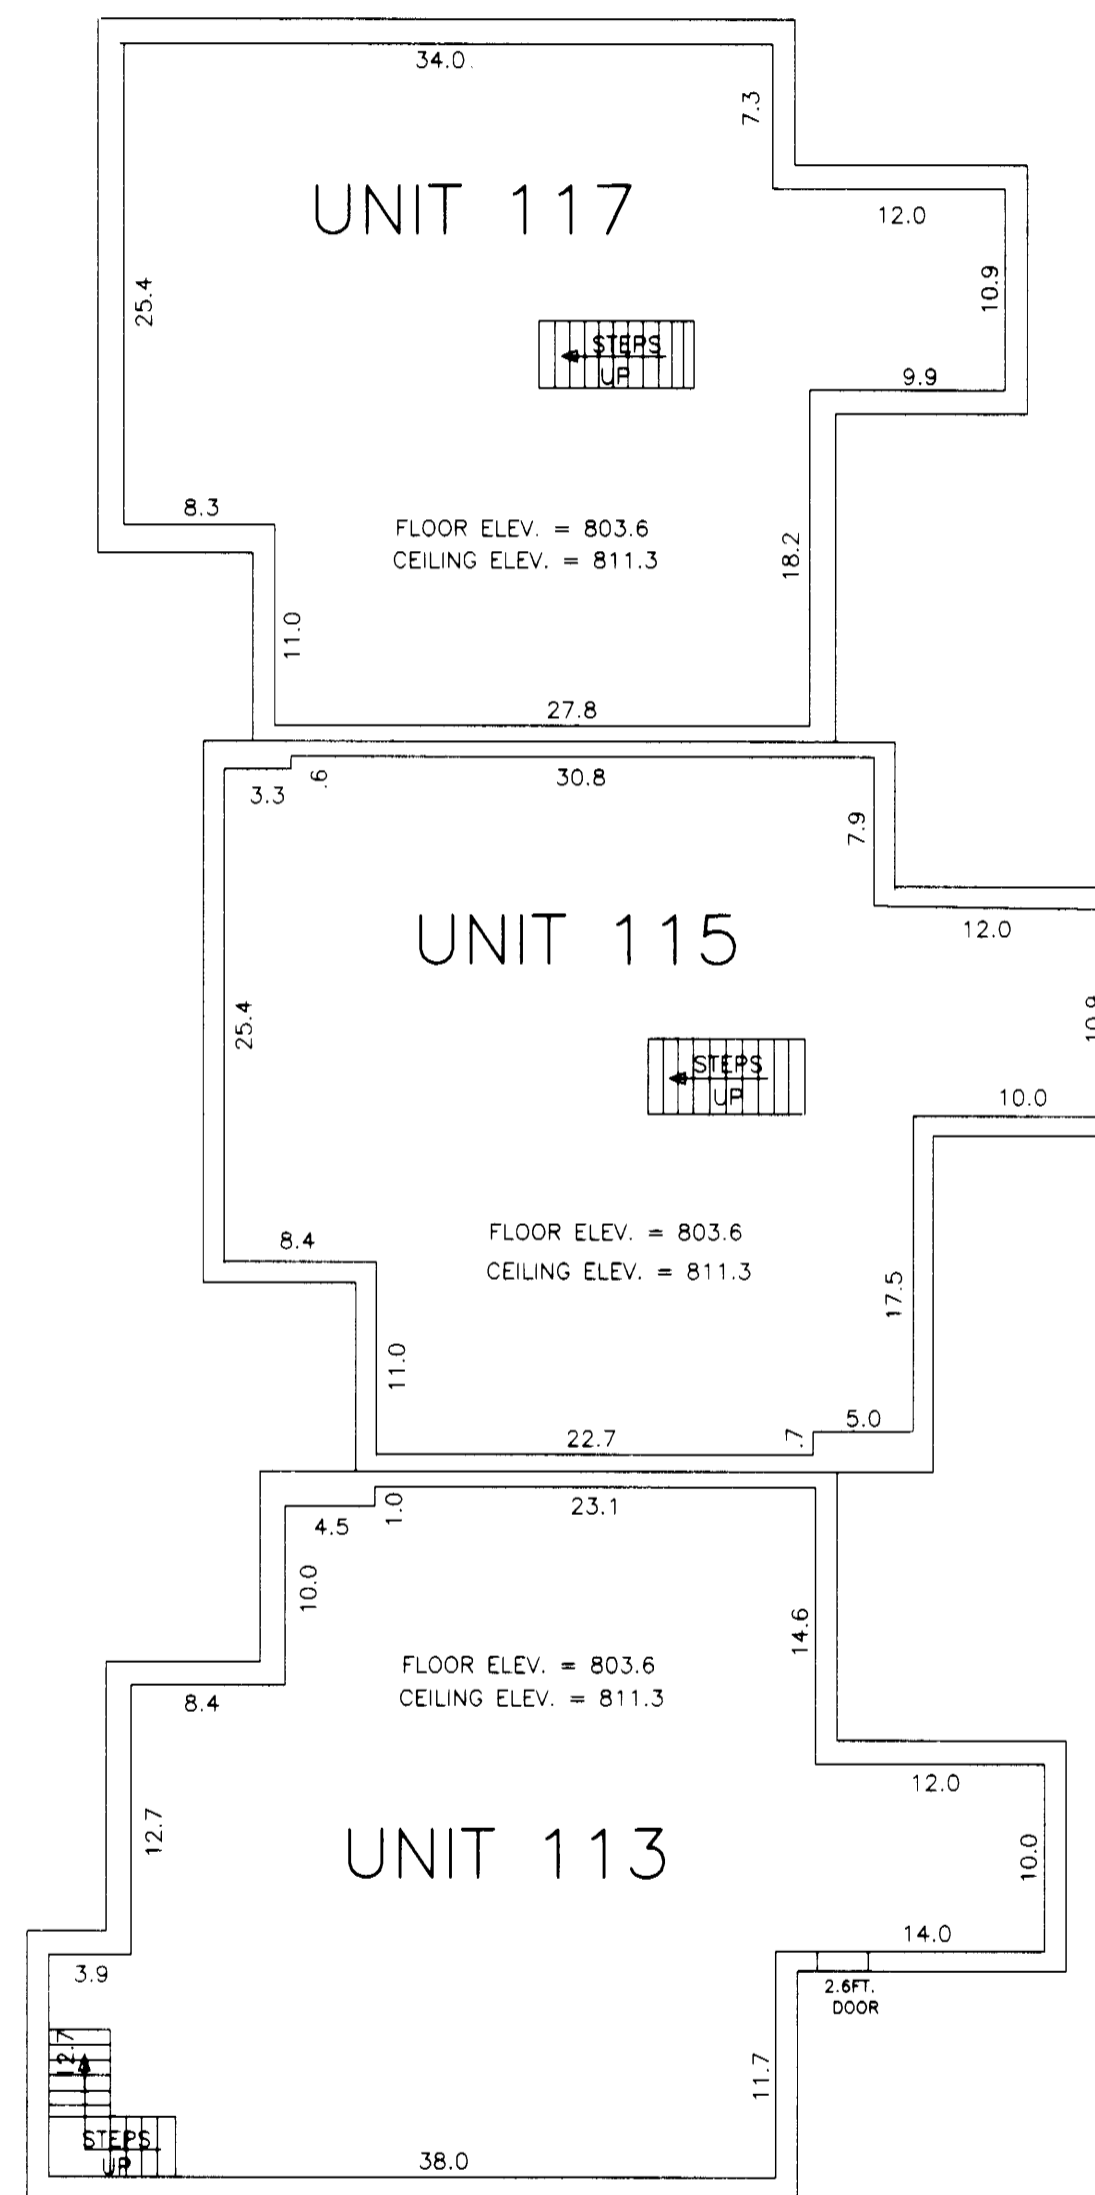 34.0
7.3
UNIT 117
12.0
25.4
10.9
STEPS
UP
9.9
8.3
FLOOR ELEV. = 803.6
CEILING ELEV. = 811.3
18.2
11.0
27.8
3.3
.6
30.8
7.9
UNIT 115
12.0
25.4
10.9
STEPS
UP
10.0
8.4
FLOOR ELEV. = 803.6
CEILING ELEV. = 811.3
17.5
11.0
22.7
.7
5.0
4.5
1.0
23.1
10.0
14.6
FLOOR ELEV. = 803.6
CEILING ELEV. = 811.3
8.4
12.0
12.7
UNIT 113
10.0
14.0
3.9
2.6FT.
DOOR
12.7
11.7
STEPS
UP
38.0